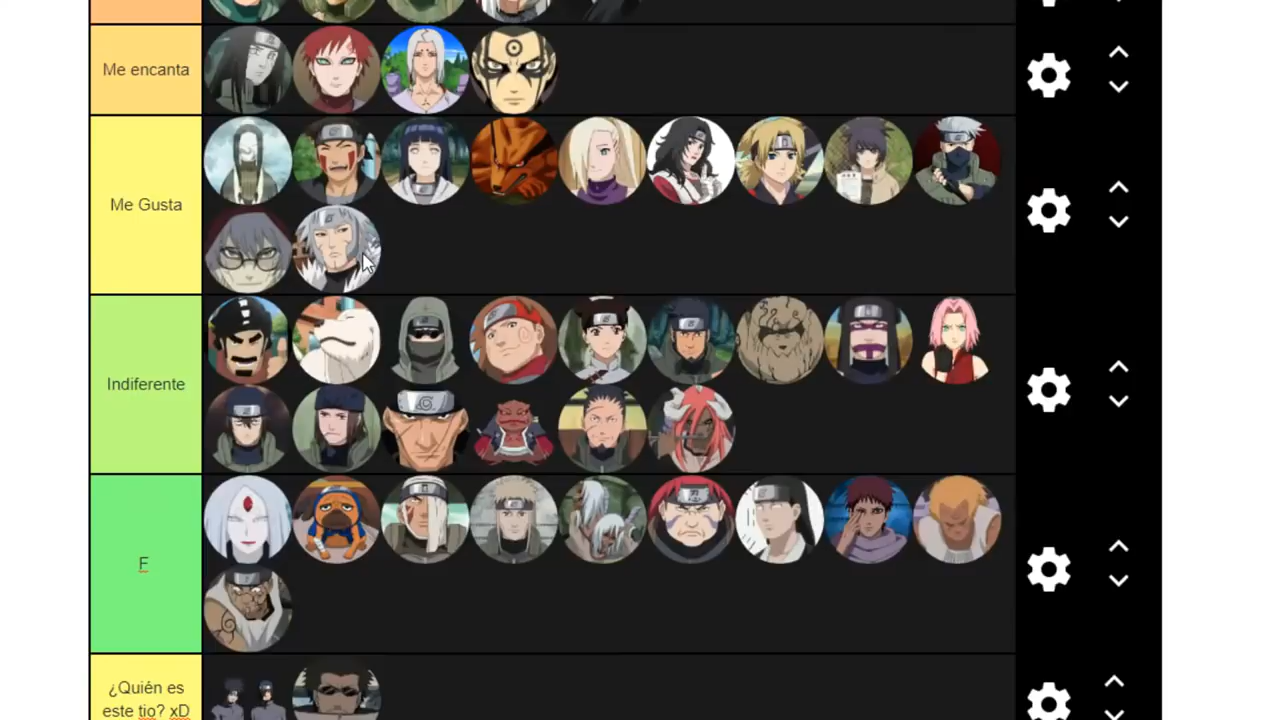 Me encanta
Me Gusta
Indiferente
F
¿Quién es
este tio? xD